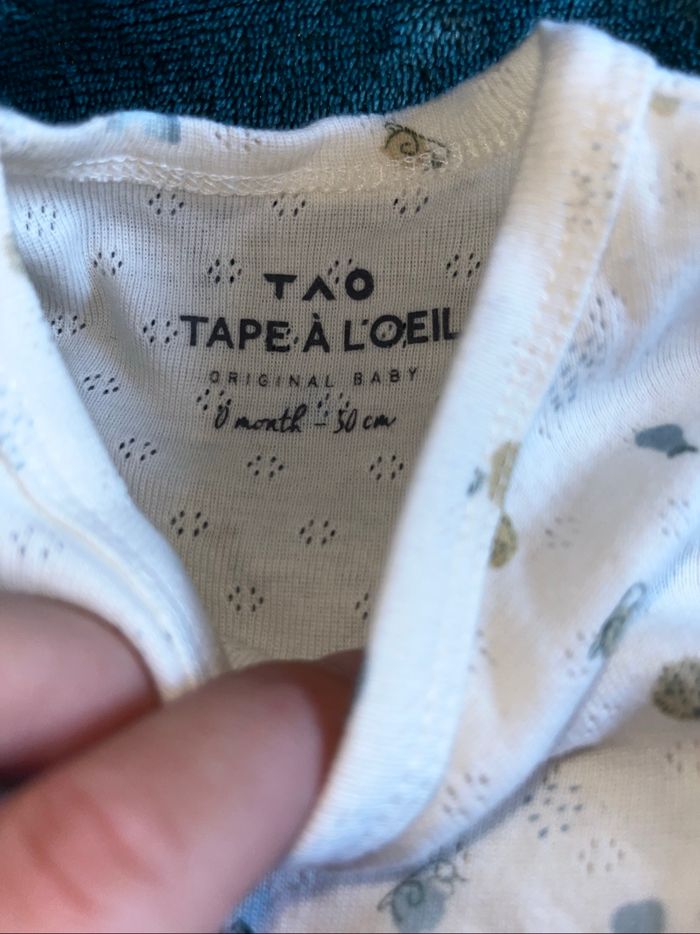 TAO
TAPE À L'OEIL
ORIGINAL BABY
0 month - 50 cm